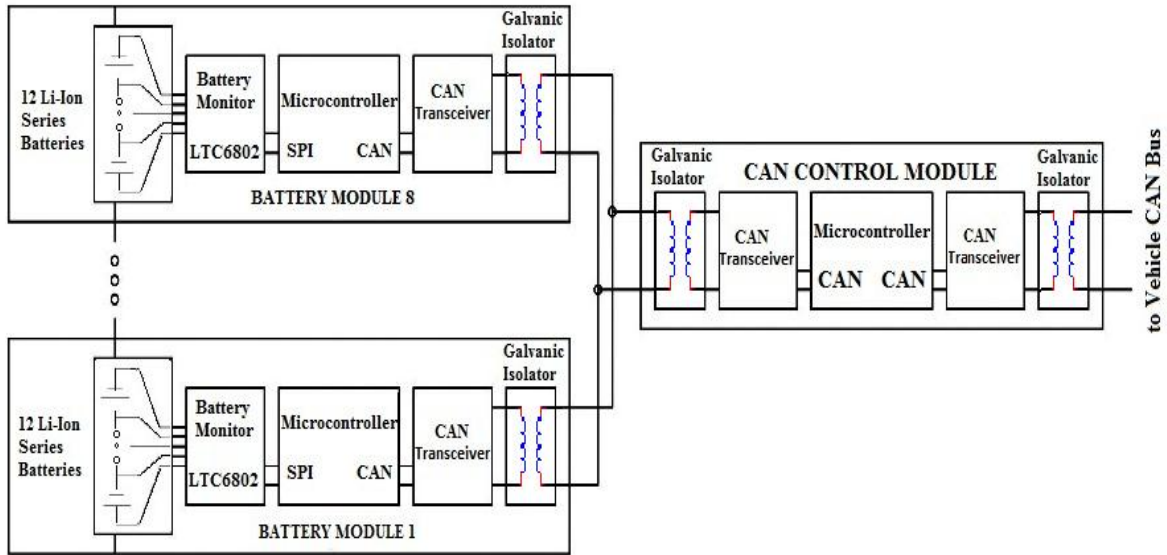 Galvanic
Isolator
12 Li-Ion
Series
Batteries
Battery
Monitor
LTC6802
Microcontroller
SPI CAN
CAN
Transceiver
BATTERY MODULE 8
Galvanic
Isolator
CAN CONTROL MODULE
Galvanic
Isolator
CAN
Transceiver
Microcontroller
CAN CAN
CAN
Transceiver
to Vehicle CAN Bus
Galvanic
Isolator
12 Li-Ion
Series
Batteries
Battery
Monitor
LTC6802
Microcontroller
SPI CAN
CAN
Transceiver
BATTERY MODULE 1